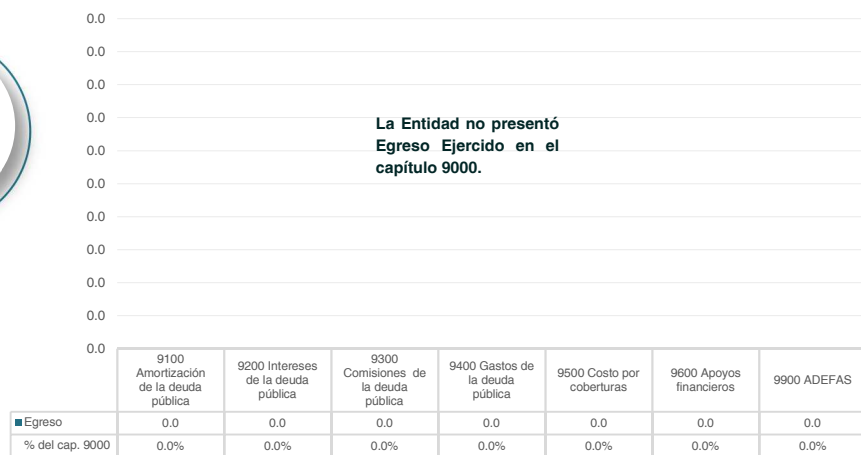 0.0
0.0
0.0
0.0
0.0
0.0
0.0
0.0
0.0
0.0
0.0
La Entidad no presentó
Egreso Ejercido en el
capítulo 9000.
9100
Amortización
de la deuda
pública
9200 Intereses
de la deuda
pública
9300
Comisiones de
la deuda
pública
9400 Gastos de
la deuda
pública
9500 Costo por
coberturas
9600 Apoyos
financieros
9900 ADEFAS
Egreso 0.0 0.0 0.0 0.0 0.0 0.0 0.0
% del cap. 9000 0.0% 0.0% 0.0% 0.0% 0.0% 0.0% 0.0%